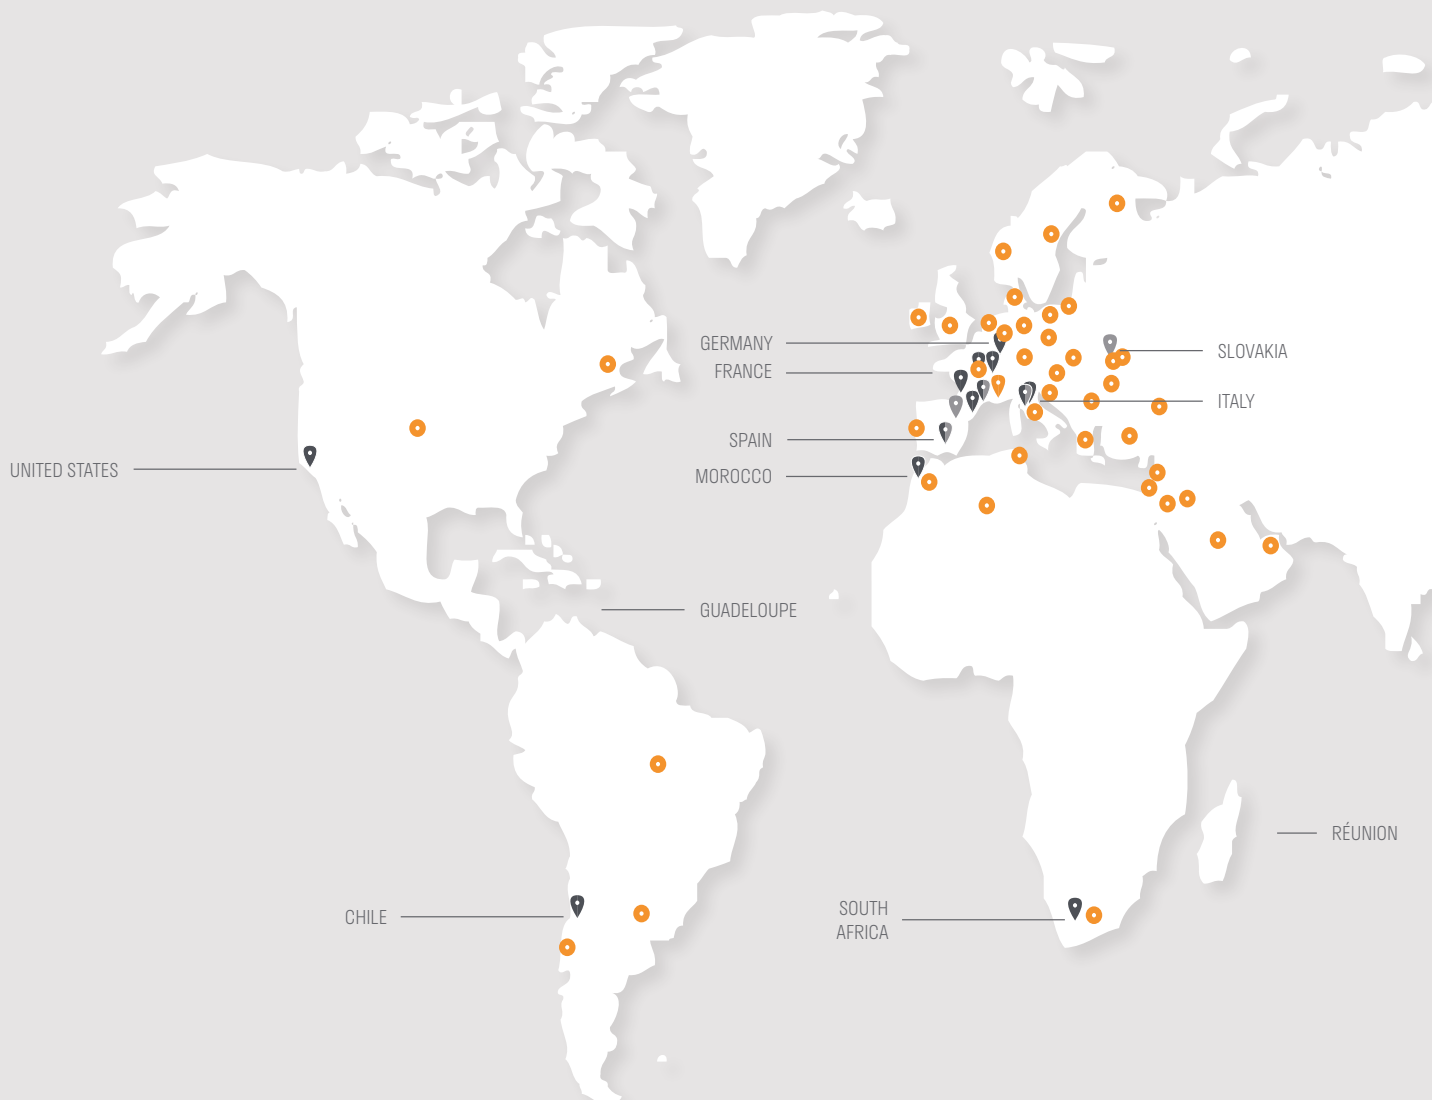 GERMANY
SLOVAKIA
FRANCE
ITALY
SPAIN
UNITED STATES
MOROCCO
GUADELOUPE
RÉUNION
CHILE
SOUTH
AFRICA